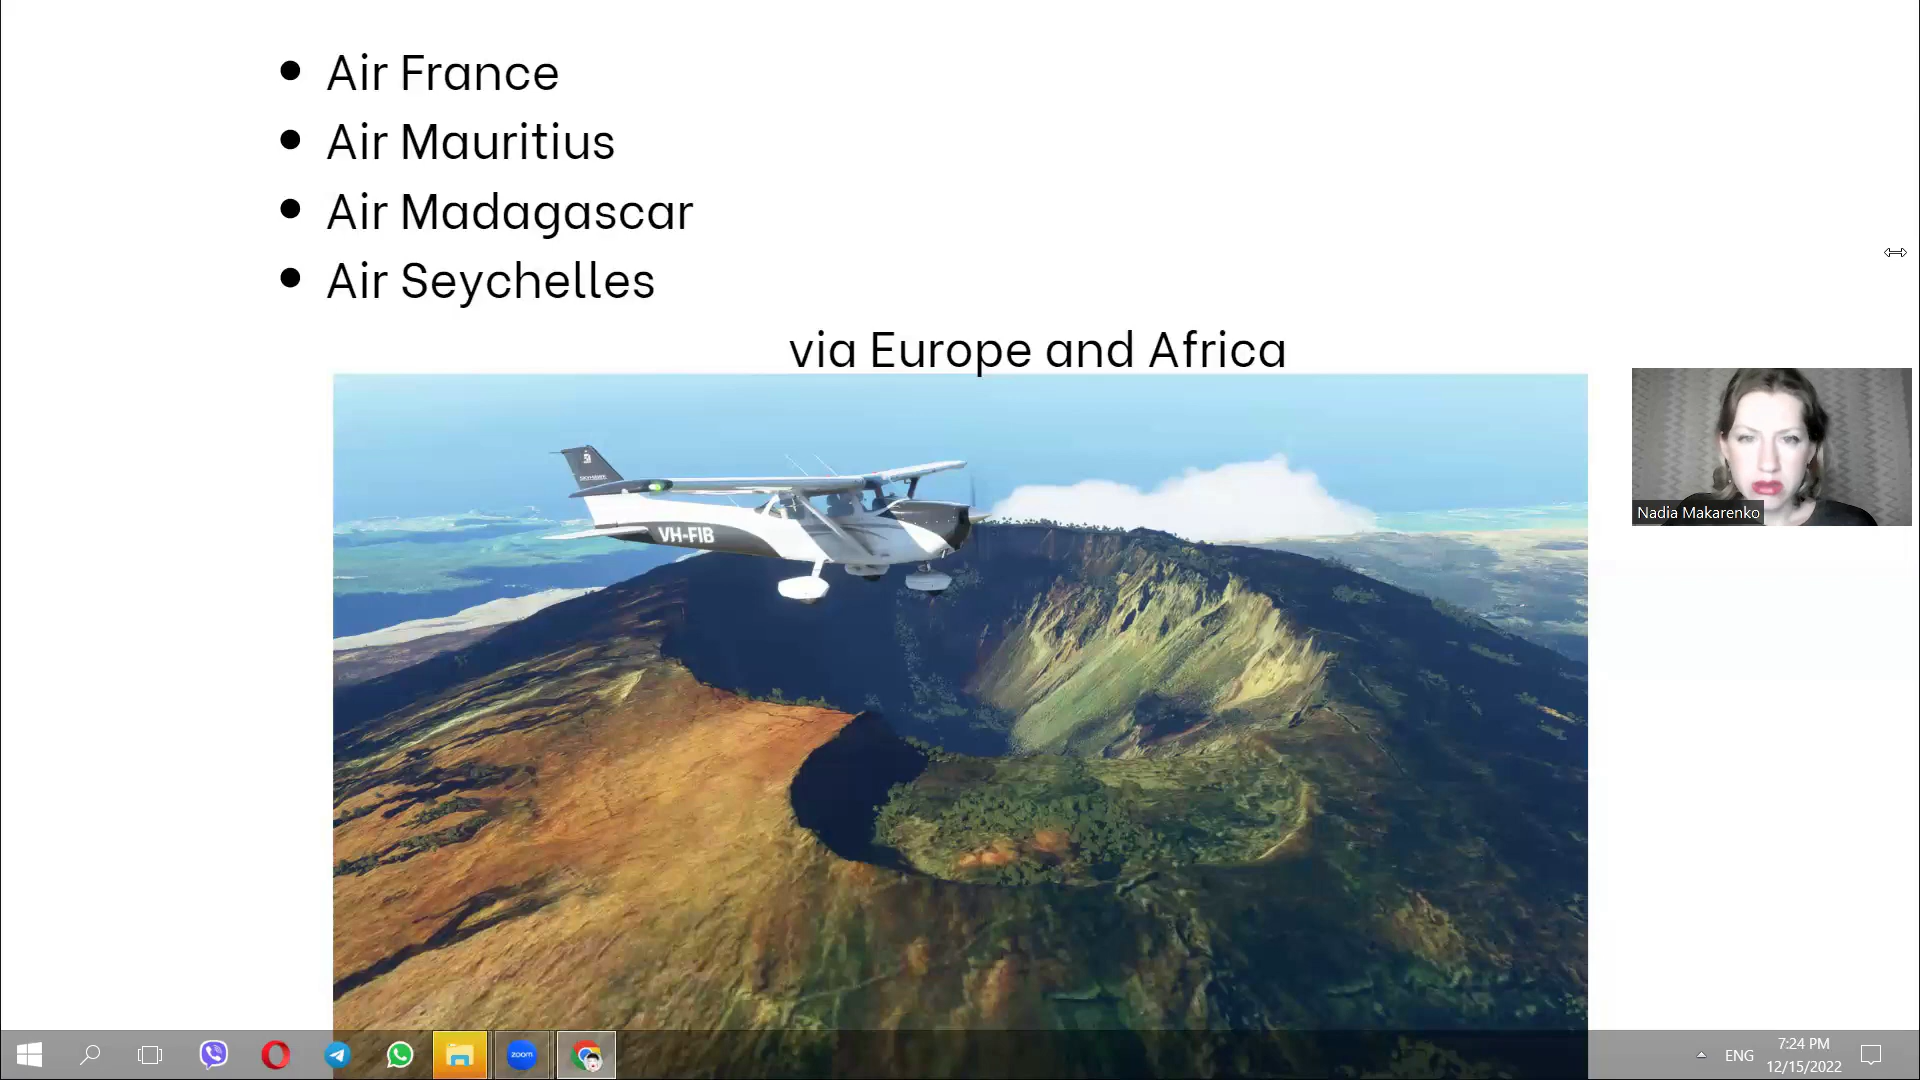 Air France
Air Mauritius
Air Madagascar
Air Seychelles
via Europe and Africa
VH-FIB
Nadia Makarenko
zoom
ENG
7:24 PM
12/15/2022